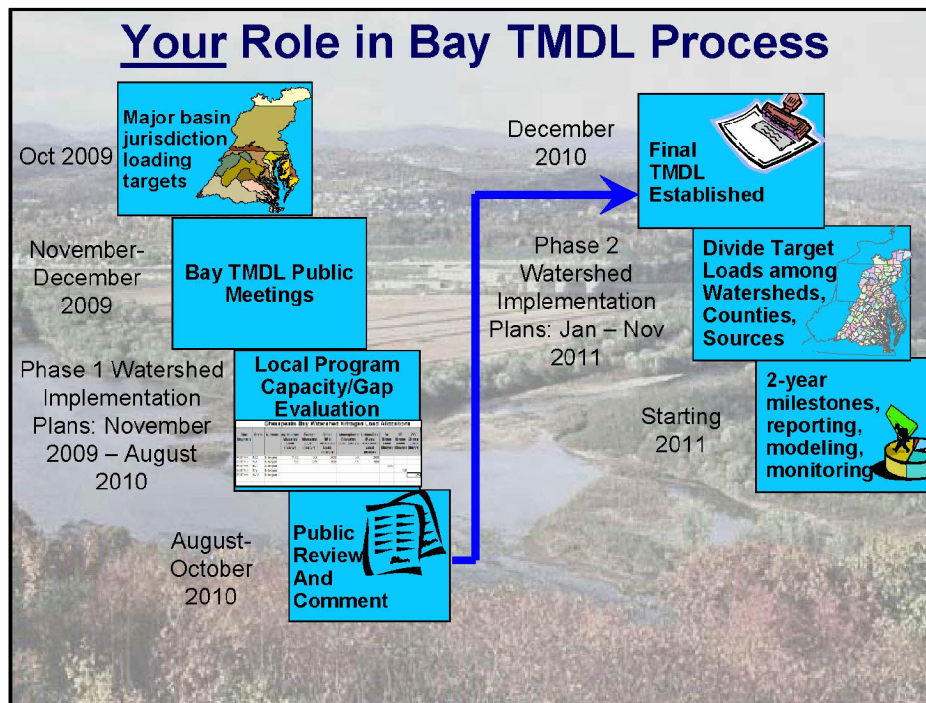 Your Role in Bay TMDL Process
Oct 2009
Major basin
jurisdiction
loading
targets
November-
December
2009
Bay TMDL Public
Meetings
Phase 1 Watershed
Implementation
Plans: November
2009 – August
2010
Local Program
Capacity/Gap
Evaluation
Chesapeake Bay Watershed Nitrogen Load Allocations
August-
October
2010
Public
Review
And
Comment
December
2010
Final
TMDL
Established
Phase 2
Watershed
Implementation
Plans: Jan – Nov
2011
Divide Target
Loads among
Watersheds,
Counties,
Sources
Starting
2011
2-year
milestones,
reporting,
modeling,
monitoring